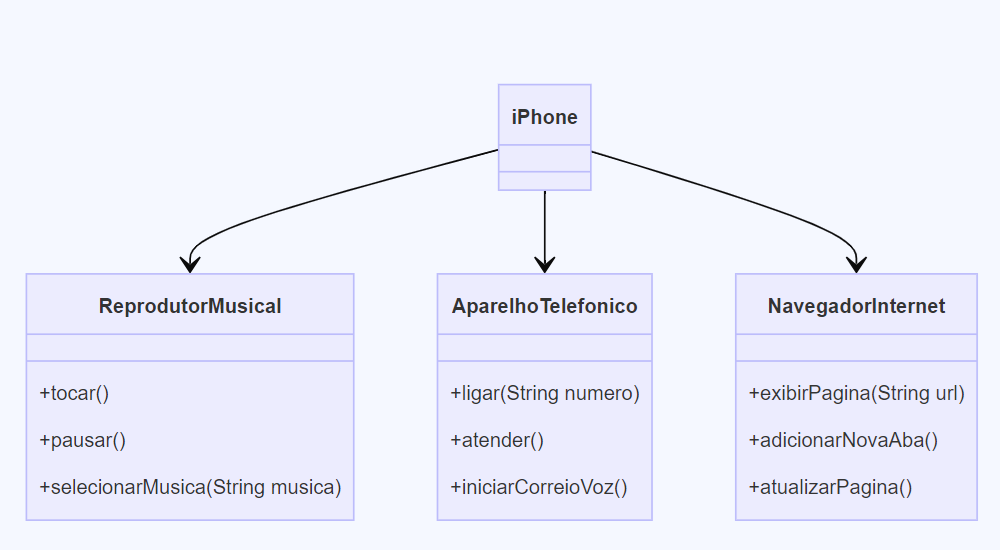 iPhone
ReprodutorMusical
+tocar()
+pausar()
+selecionarMusica(String musica)
AparelhoTelefonico
+ligar(String numero)
+atender()
+iniciarCorreioVoz()
NavegadorInternet
+exibirPagina(String url)
+adicionarNovaAba()
+atualizarPagina()